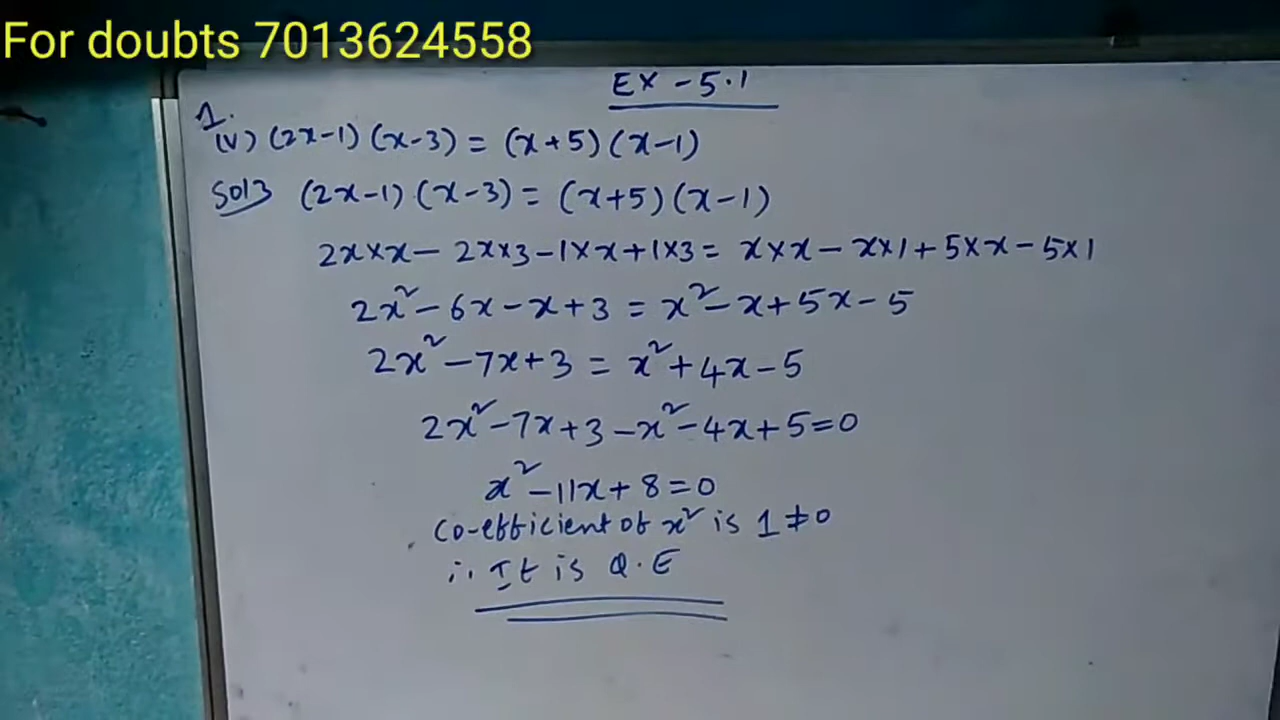 For doubts 7013624558
EX - 5.1
1.
(v) (2x-1) (x-3) = (x+5) (x-1)
Sol: (2x-1) (x-3) = (x+5) (x-1)
2x×x - 2x×3 - 1×x + 1×3 = x×x - x×1 + 5×x - 5×1
2x² - 6x - x + 3 = x² - x + 5x - 5
2x² - 7x + 3 = x² + 4x - 5
2x² - 7x + 3 - x² - 4x + 5 = 0
x² - 11x + 8 = 0
Co-efficient of x² is 1 ≠ 0
∴ It is Q.E